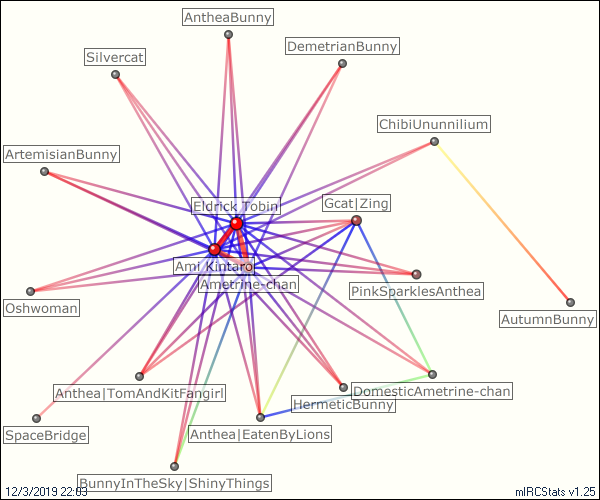 AntheaBunny
DemetrianBunny
Silvercat
ChibiUnunnilium
ArtemisianBunny
Eldrick Tobin
Gcat|Zing
Ami Kintaro
Ametrine-chan
PinkSparklesAnthea
Oshwoman
AutumnBunny
Anthea|TomAndKitFangirl
DomesticAmetrine-chan
HermeticBunny
SpaceBridge
Anthea|EatenByLions
BunnyInTheSky|ShinyThings
12/3/2019 22:03
mIRCStats v1.25